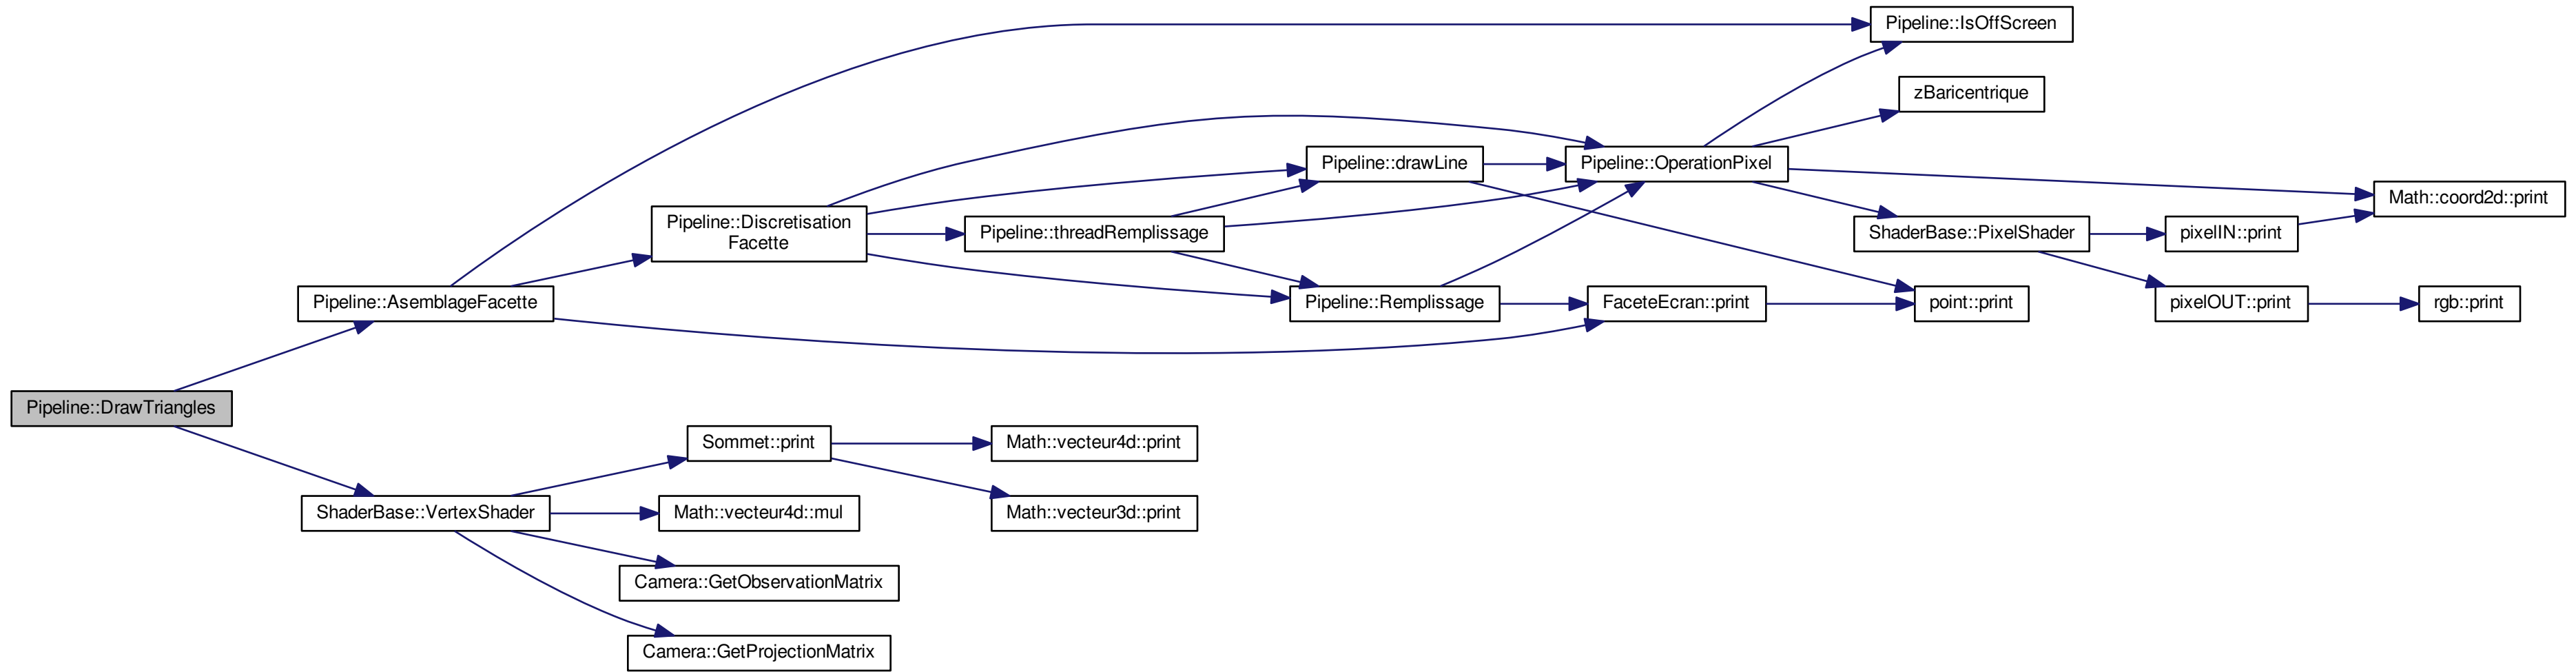 Pipeline::IsOffScreen
zBaricentrique
Pipeline::drawLine
Pipeline::OperationPixel
Math::coord2d::print
Pipeline::Discretisation
Facette
Pipeline::threadRemplissage
ShaderBase::PixelShader
pixelIN::print
Pipeline::AsemblageFacette
Pipeline::Remplissage
FaceteEcran::print
point::print
pixelOUT::print
rgb::print
Pipeline::DrawTriangles
Sommet::print
Math::vecteur4d::print
ShaderBase::VertexShader
Math::vecteur4d::mul
Math::vecteur3d::print
Camera::GetObservationMatrix
Camera::GetProjectionMatrix